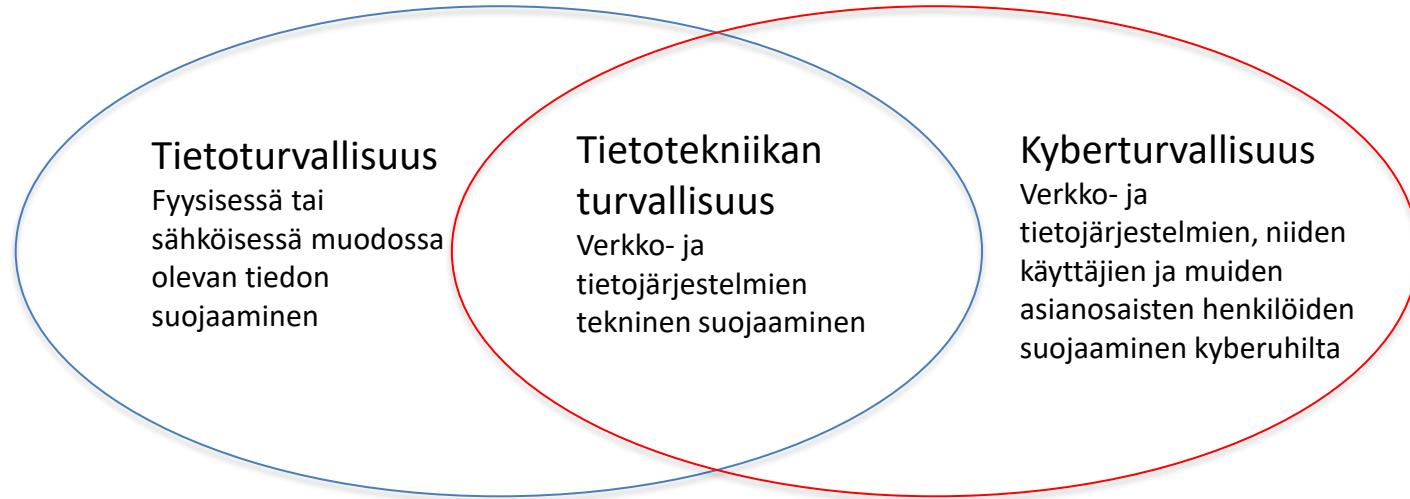 Tietoturvallisuus
Fyysisessä tai
sähköisessä muodossa
olevan tiedon
suojaaminen
Tietotekniikan
turvallisuus
Verkko- ja
tietojärjestelmien
tekninen suojaaminen
Kyberturvallisuus
Verkko- ja
tietojärjestelmien, niiden
käyttäjien ja muiden
asianosaisten henkilöiden
suojaaminen kyberuhilta